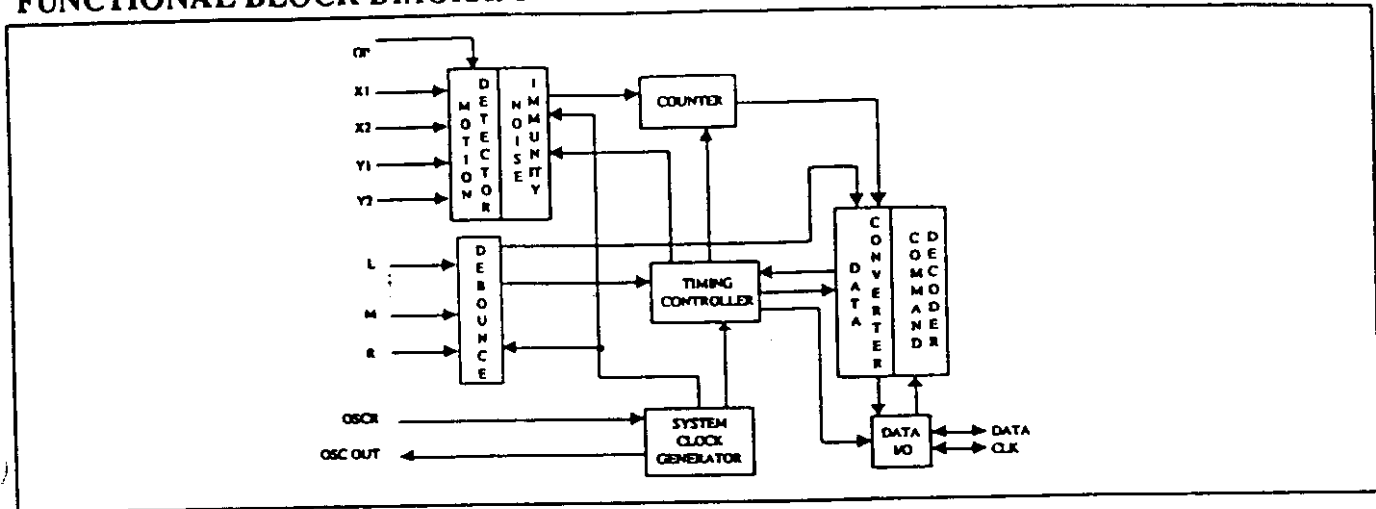 FUNCTIONAL BLOCK
X1
X2
Y1
Y2
MOTION DETECTOR
NOISE IMMUNITY
COUNTER
L
M
R
DEBOUNCE
TIMING
CONTROLLER
DATA CONVERTER
COMMAND DECODER
OSCR
OSC OUT
SYSTEM
CLOCK
GENERATOR
DATA
I/O
DATA
CLK